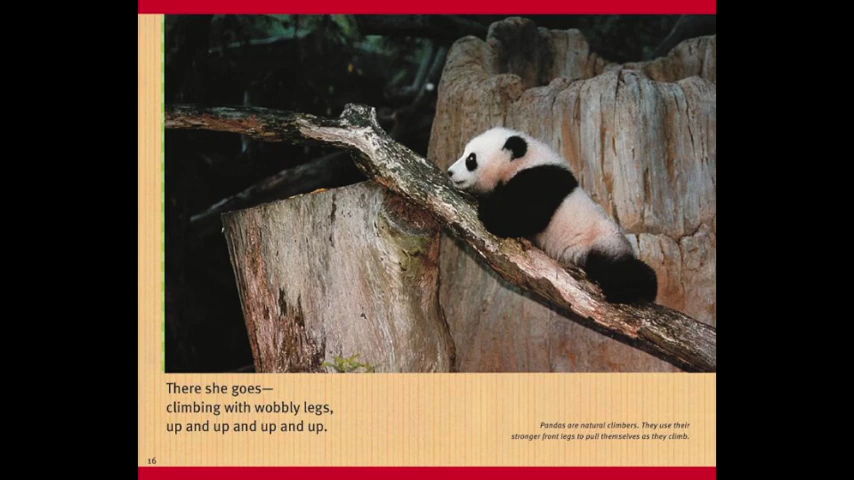 There she goes—
climbing with wobbly legs,
up and up and up and up.
Pandas are natural climbers. They use their
stronger front legs to pull themselves as they climb.
16